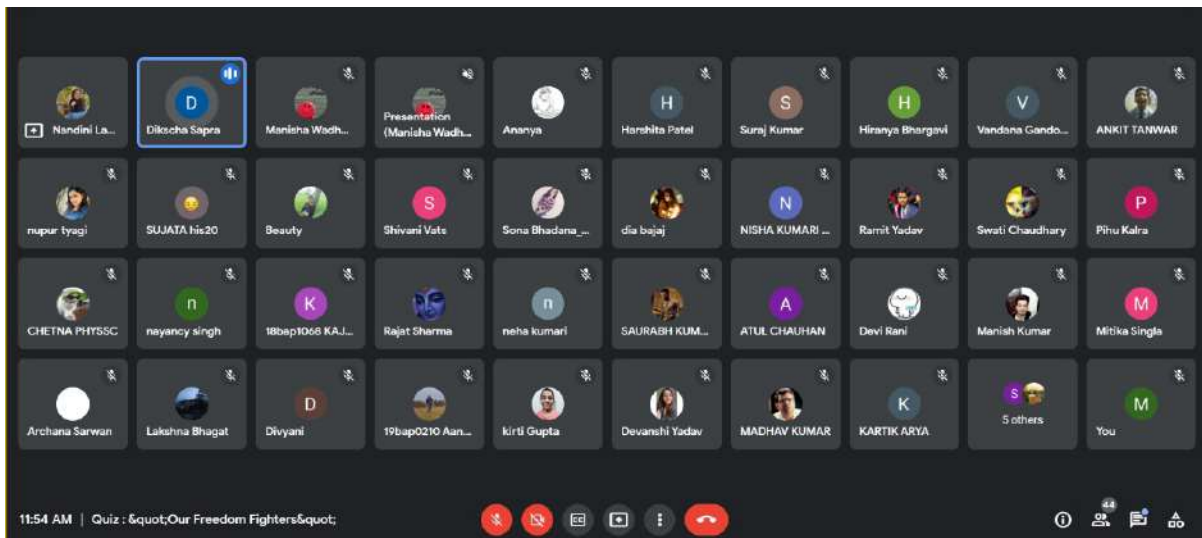 D
Nandini La...
Dikscha Sapra
Manisha Wadh...
Presentation
(Manisha Wadh...
Ananya
H
Harshita Patel
S
Suraj Kumar
H
Hiranya Bhargavi
V
Vandana Gando...
ANKIT TANWAR
nupur tyagi
SUJATA his20
Beauty
S
Shivani Vats
Sona Bhadana_...
dia bajaj
N
NISHA KUMARI ...
Ramit Yadav
Swati Chaudhary
P
Pihu Kalra
CHETNA PHYSSC
n
nayancy singh
K
18bap1068 KAJ...
Rajat Sharma
n
neha kumari
SAURABH KUM...
A
ATUL CHAUHAN
Devi Rani
Manish Kumar
M
Mitika Singla
Archana Sarwan
Lakshna Bhagat
D
Divyani
19bap0210 Aan...
kirti Gupta
Devanshi Yadav
MADHAV KUMAR
K
KARTIK ARYA
S
5 others
M
You
11:54 AM | Quiz : &quot;Our Freedom Fighters&quot;
CC
44